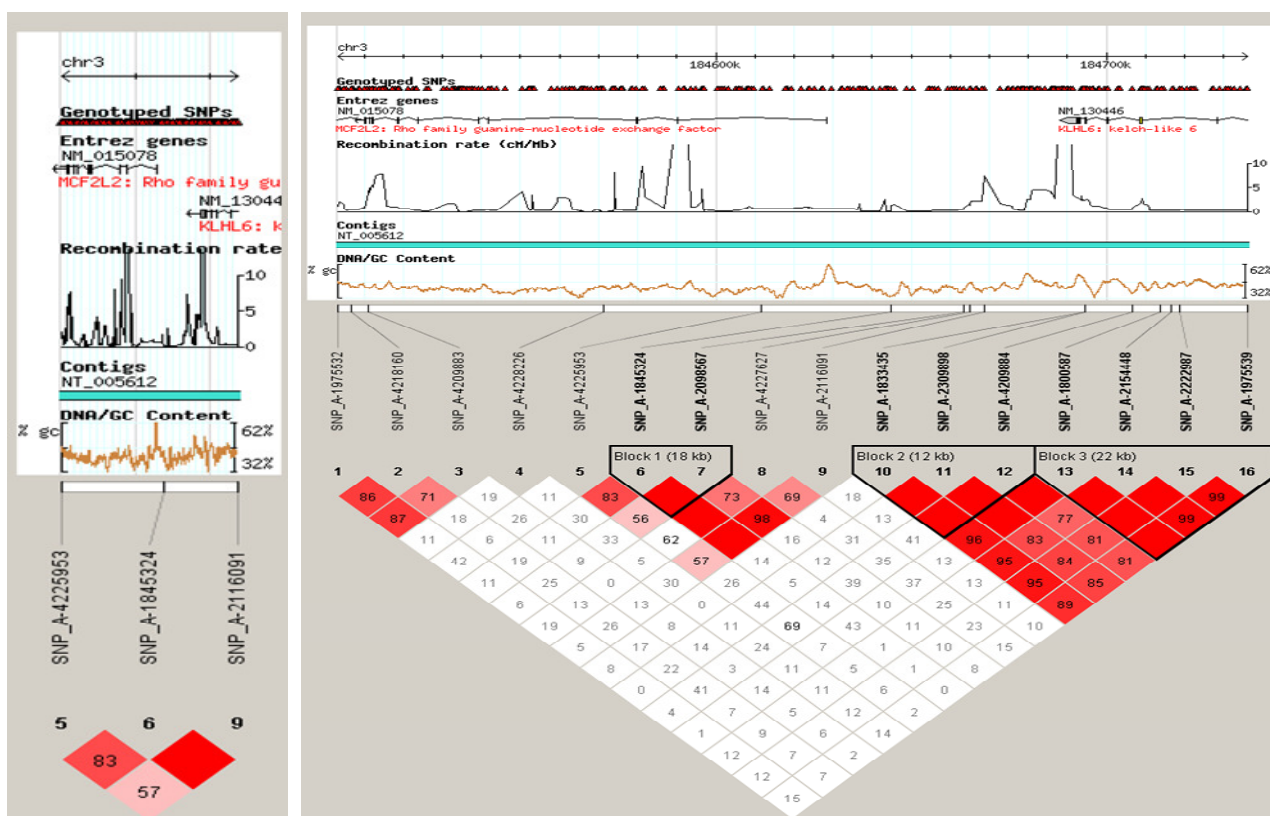 chr3
Genotyped SNPs
Entrez genes
NM_015078
MCF2L2: Rho family gu
NM_13044
KLHL6: k
Recombination rate
10
5
0
Contigs
NT_005612
DNA/GC Content
% gc
62%
32%
SNP_A-4225953
SNP_A-1845324
SNP_A-2116091
5 6 9
83
57
chr3
184600k 184700k
Genotyped SNPs
Entrez genes
NM_015078 NM_130446
MCF2L2: Rho family guanine-nucleotide exchange factor KLHL6: kelch-like 6
Recombination rate (cM/Mb)
10
5
0
Contigs
NT_005612
DNA/GC Content
% gc
62%
32%
SNP_A-1975532
SNP_A-4218160
SNP_A-4209883
SNP_A-4228226
SNP_A-4225953
SNP_A-1845324
SNP_A-2098567
SNP_A-4227627
SNP_A-2116091
SNP_A-1833435
SNP_A-2309898
SNP_A-4209884
SNP_A-1800587
SNP_A-2154448
SNP_A-2222987
SNP_A-1975539
Block 1 (18 kb) Block 2 (12 kb) Block 3 (22 kb)
1 2 3 4 5 6 7 8 9 10 11 12 13 14 15 16
86 71 19 11 83 73 69 18 99
87 18 26 30 56 98 4 13 77 99
11 6 11 33 62 16 31 41 96 83 81
42 19 9 5 57 14 12 95 84 81
11 25 0 30 26 5 39 37 13 95 85
6 13 13 0 44 14 10 25 11 89
19 26 8 11 69 43 11 23 10
5 17 14 24 7 1 10 15
8 22 3 11 5 1 8
0 41 14 11 6 0
4 7 5 12 2
1 9 6 14
12 7 2
12 7
15